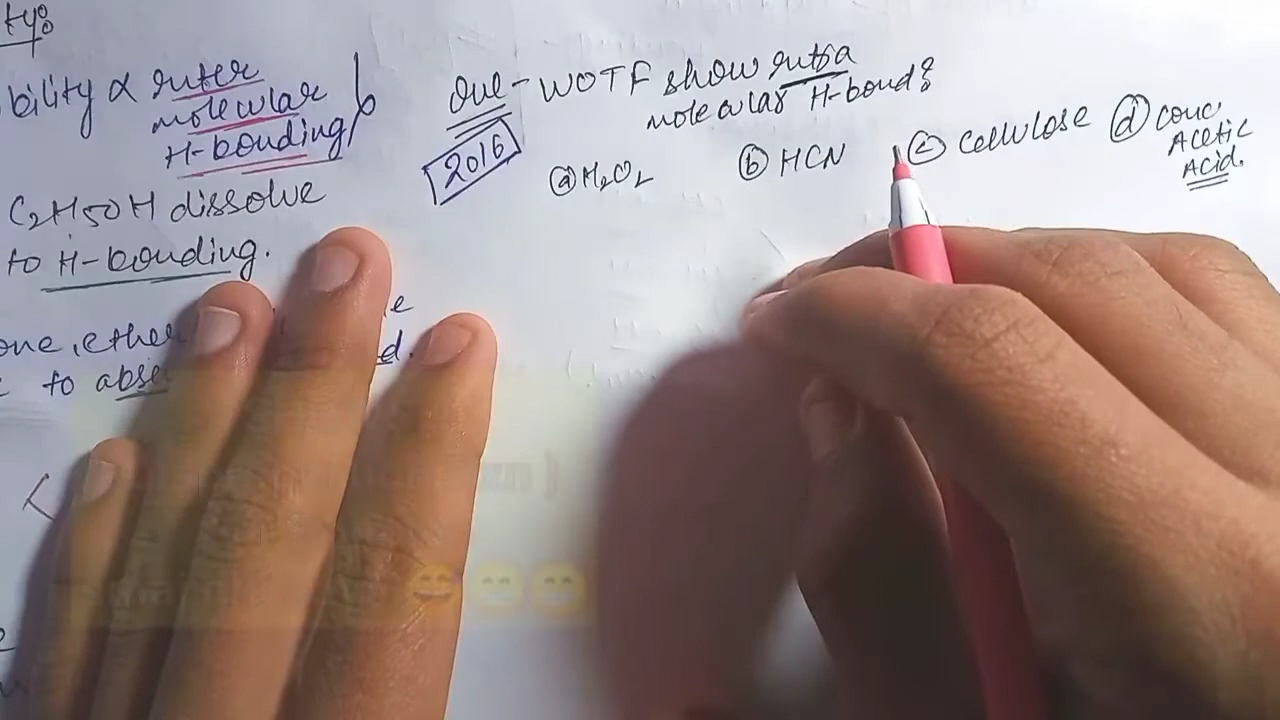 ty:
bility ∝ inter
molecular
H-bonding
C2H5OH dissolve
to H-bonding.
one, ether
to abse
Que- WOTF show intra
molecular H-bond?
2016
(a) H2O2 (b) HCN (c) Cellulose (d) conc
Acetic
Acid.